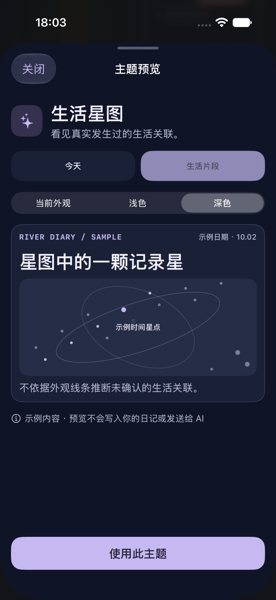 18:03
关闭
主题预览
生活星图
看见真实发生过的生活关联。
今天
生活片段
当前外观
浅色
深色
RIVER DIARY / SAMPLE
示例日期 · 10.02
星图中的一颗记录星
示例时间星点
不依据外观线条推断未确认的生活关联。
示例内容 · 预览不会写入你的日记或发送给 AI
使用此主题